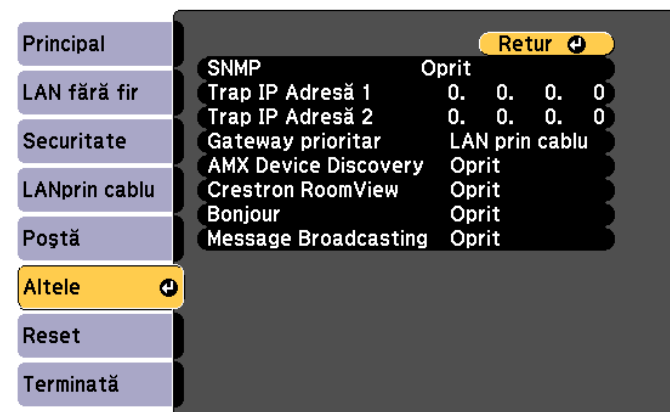 Principal
LAN fără fir
Securitate
LANprin cablu
Poştă
Altele
Reset
Terminată
Retur
SNMP Oprit
Trap IP Adresă 1 0. 0. 0. 0
Trap IP Adresă 2 0. 0. 0. 0
Gateway prioritar LAN prin cablu
AMX Device Discovery Oprit
Crestron RoomView Oprit
Bonjour Oprit
Message Broadcasting Oprit